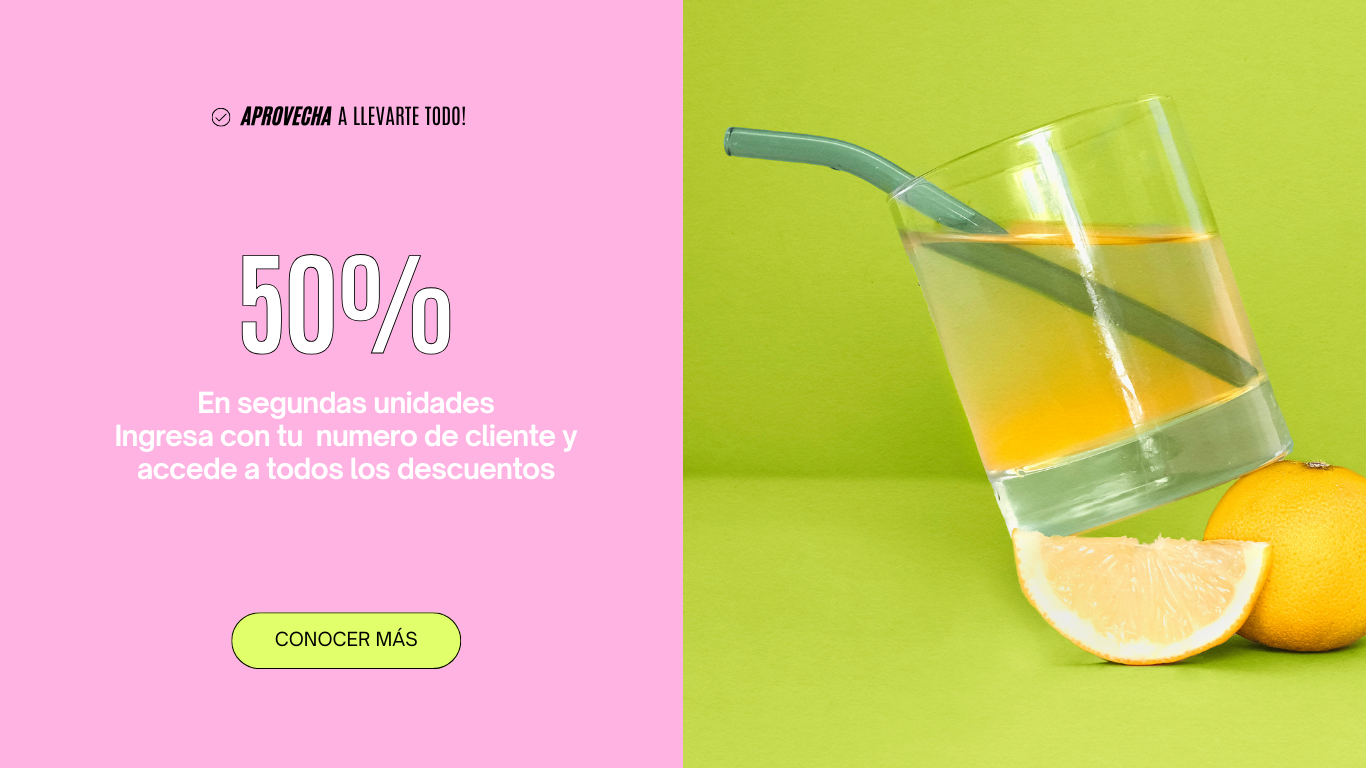 APROVECHA A LLEVARTE TODO!
50%
En segundas unidades
Ingresa con tu  numero de cliente y
accede a todos los descuentos
CONOCER MÁS